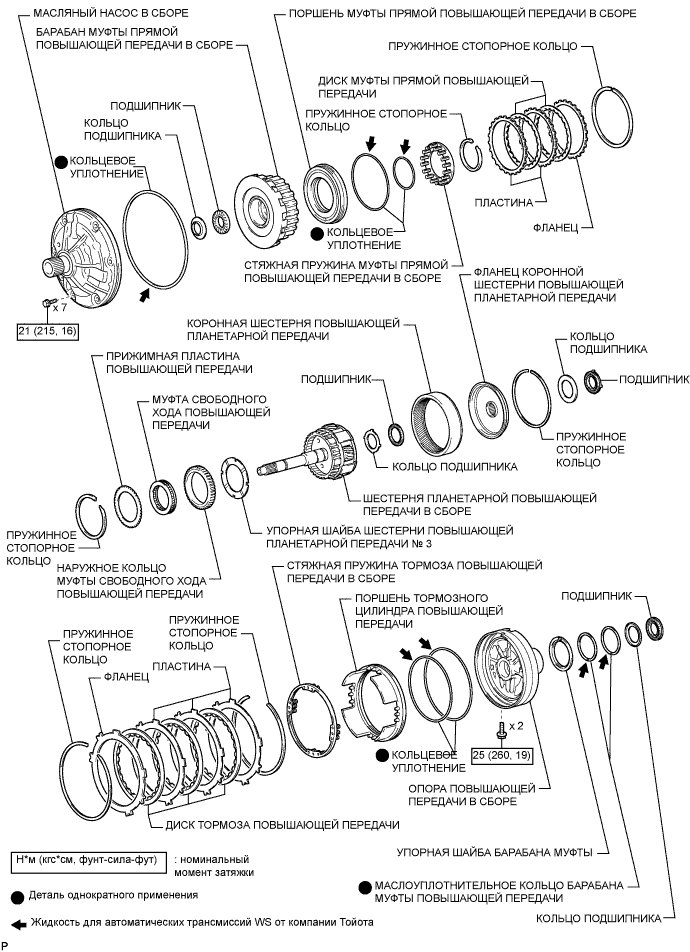 МАСЛЯНЫЙ НАСОС В СБОРЕ
БАРАБАН МУФТЫ ПРЯМОЙ
ПОВЫШАЮЩЕЙ ПЕРЕДАЧИ В СБОРЕ
ПОРШЕНЬ МУФТЫ ПРЯМОЙ ПОВЫШАЮЩЕЙ ПЕРЕДАЧИ В СБОРЕ
ПРУЖИННОЕ СТОПОРНОЕ КОЛЬЦО
ДИСК МУФТЫ ПРЯМОЙ ПОВЫШАЮЩЕЙ
ПЕРЕДАЧИ
ПОДШИПНИК
ПРУЖИННОЕ СТОПОРНОЕ
КОЛЬЦО
КОЛЬЦО
ПОДШИПНИКА
КОЛЬЦЕВОЕ
УПЛОТНЕНИЕ
ПЛАСТИНА
ФЛАНЕЦ
КОЛЬЦЕВОЕ
УПЛОТНЕНИЕ
СТЯЖНАЯ ПРУЖИНА МУФТЫ ПРЯМОЙ
ПОВЫШАЮЩЕЙ ПЕРЕДАЧИ В СБОРЕ
ФЛАНЕЦ КОРОННОЙ
ШЕСТЕРНИ ПОВЫШАЮЩЕЙ
ПЛАНЕТАРНОЙ ПЕРЕДАЧИ
x 7
21 (215, 16)
КОРОННАЯ ШЕСТЕРНЯ ПОВЫШАЮЩЕЙ
ПЛАНЕТАРНОЙ ПЕРЕДАЧИ
КОЛЬЦО
ПОДШИПНИКА
ПРИЖИМНАЯ ПЛАСТИНА
ПОВЫШАЮЩЕЙ ПЕРЕДАЧИ
ПОДШИПНИК
ПОДШИПНИК
МУФТА СВОБОДНОГО
ХОДА ПОВЫШАЮЩЕЙ
ПЕРЕДАЧИ
ПРУЖИННОЕ
СТОПОРНОЕ
КОЛЬЦО
КОЛЬЦО ПОДШИПНИКА
ШЕСТЕРНЯ ПЛАНЕТАРНОЙ ПОВЫШАЮЩЕЙ
ПЕРЕДАЧИ В СБОРЕ
ПРУЖИННОЕ
СТОПОРНОЕ
КОЛЬЦО
УПОРНАЯ ШАЙБА ШЕСТЕРНИ ПОВЫШАЮЩЕЙ
ПЛАНЕТАРНОЙ ПЕРЕДАЧИ № 3
НАРУЖНОЕ КОЛЬЦО
МУФТЫ СВОБОДНОГО ХОДА
ПОВЫШАЮЩЕЙ ПЕРЕДАЧИ
СТЯЖНАЯ ПРУЖИНА ТОРМОЗА ПОВЫШАЮЩЕЙ
ПЕРЕДАЧИ В СБОРЕ
ПОРШЕНЬ ТОРМОЗНОГО
ЦИЛИНДРА ПОВЫШАЮЩЕЙ
ПЕРЕДАЧИ
ПОДШИПНИК
ПРУЖИННОЕ
СТОПОРНОЕ
КОЛЬЦО
ПРУЖИННОЕ
СТОПОРНОЕ
КОЛЬЦО
ПЛАСТИНА
ФЛАНЕЦ
x 2
25 (260, 19)
КОЛЬЦЕВОЕ
УПЛОТНЕНИЕ
ОПОРА ПОВЫШАЮЩЕЙ
ПЕРЕДАЧИ В СБОРЕ
ДИСК ТОРМОЗА ПОВЫШАЮЩЕЙ ПЕРЕДАЧИ
УПОРНАЯ ШАЙБА БАРАБАНА МУФТЫ
Н*м (кгс*см, фунт-сила-фут) : номинальный
момент затяжки
МАСЛОУПЛОТНИТЕЛЬНОЕ КОЛЬЦО БАРАБАНА
МУФТЫ ПОВЫШАЮЩЕЙ ПЕРЕДАЧИ
Деталь однократного применения
КОЛЬЦО ПОДШИПНИКА
Жидкость для автоматических трансмиссий WS от компании Тойота
P